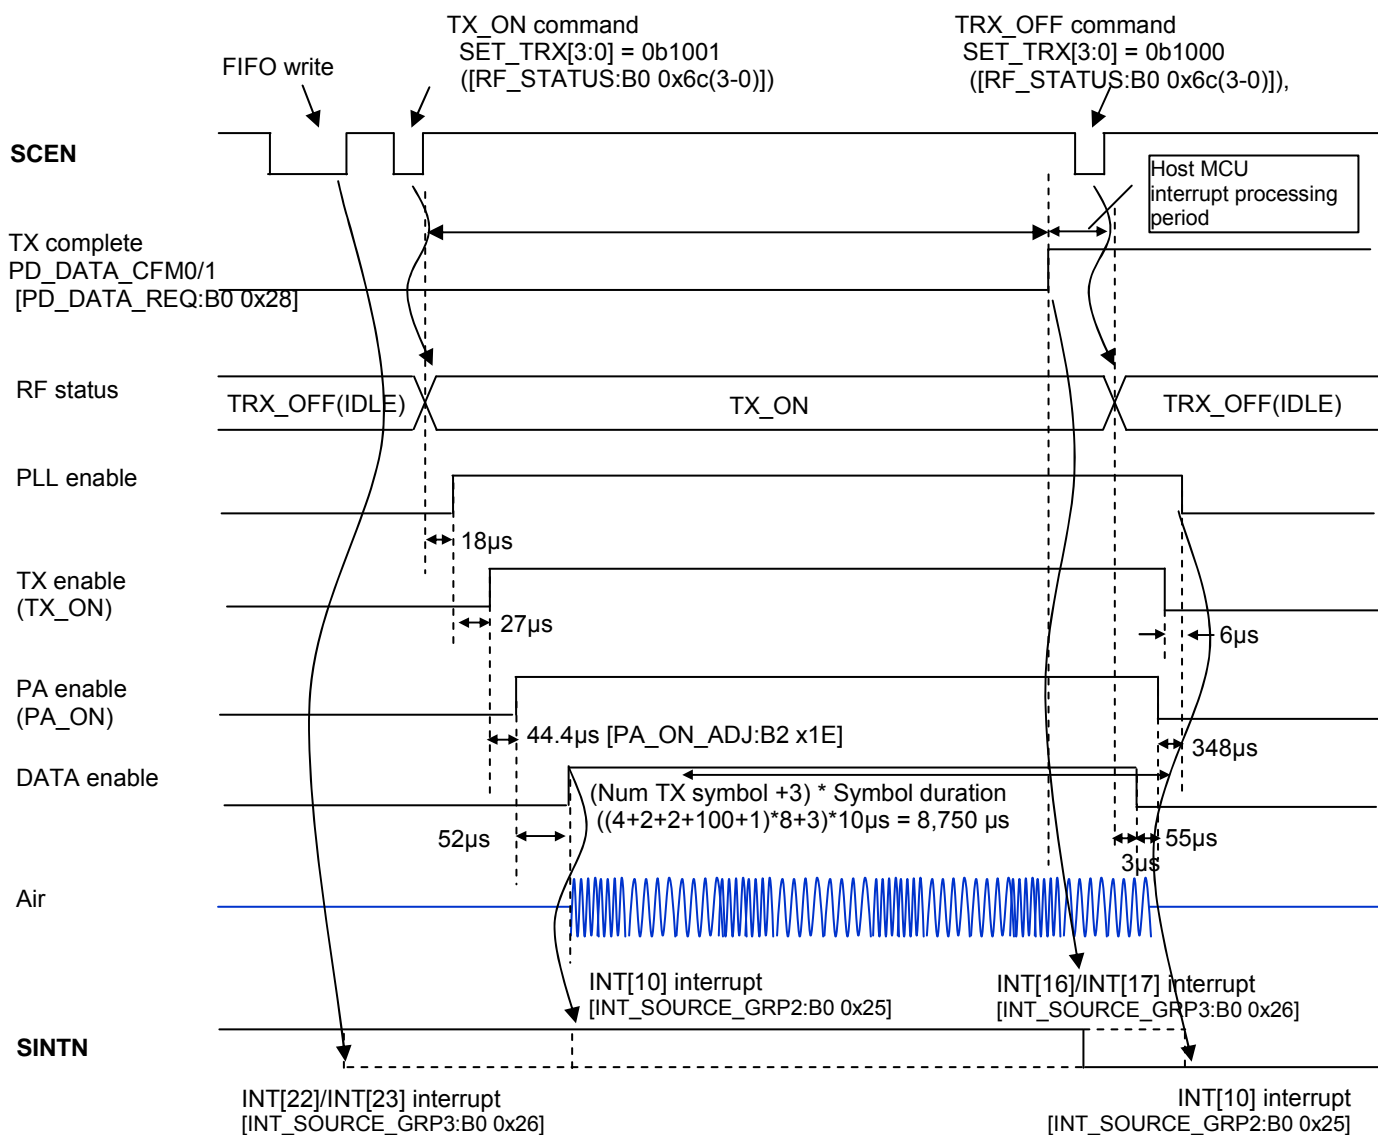 TX_ON command
SET_TRX[3:0] = 0b1001
([RF_STATUS:B0 0x6c(3-0)])
TRX_OFF command
SET_TRX[3:0] = 0b1000
([RF_STATUS:B0 0x6c(3-0)]),
FIFO write
SCEN
Host MCU
interrupt processing
period
TX complete
PD_DATA_CFM0/1
[PD_DATA_REQ:B0 0x28]
RF status
TRX_OFF(IDLE)
TX_ON
TRX_OFF(IDLE)
PLL enable
18µs
TX enable
(TX_ON)
27µs
6µs
PA enable
(PA_ON)
44.4µs [PA_ON_ADJ:B2 x1E]
348µs
DATA enable
(Num TX symbol +3) * Symbol duration
((4+2+2+100+1)*8+3)*10µs = 8,750 µs
52µs
55µs
3µs
Air
INT[10] interrupt
[INT_SOURCE_GRP2:B0 0x25]
INT[16]/INT[17] interrupt
[INT_SOURCE_GRP3:B0 0x26]
SINTN
INT[22]/INT[23] interrupt
[INT_SOURCE_GRP3:B0 0x26]
INT[10] interrupt
[INT_SOURCE_GRP2:B0 0x25]